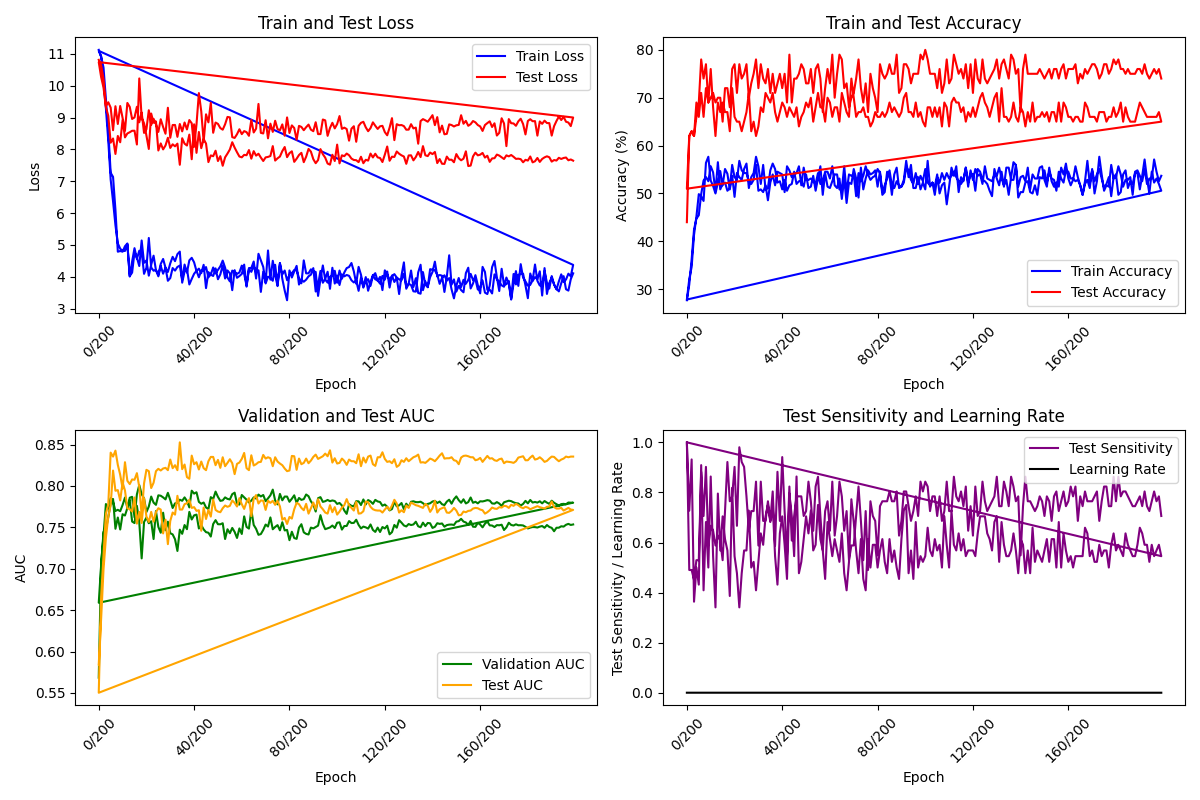 Train and Test Loss
Loss
11
10
9
8
7
6
5
4
3
Train Loss
Test Loss
0/200
40/200
80/200
120/200
160/200
Epoch
Train and Test Accuracy
Accuracy (%)
80
70
60
50
40
30
Train Accuracy
Test Accuracy
0/200
40/200
80/200
120/200
160/200
Epoch
Validation and Test AUC
AUC
0.85
0.80
0.75
0.70
0.65
0.60
0.55
Validation AUC
Test AUC
0/200
40/200
80/200
120/200
160/200
Epoch
Test Sensitivity and Learning Rate
Test Sensitivity / Learning Rate
1.0
0.8
0.6
0.4
0.2
0.0
Test Sensitivity
Learning Rate
0/200
40/200
80/200
120/200
160/200
Epoch